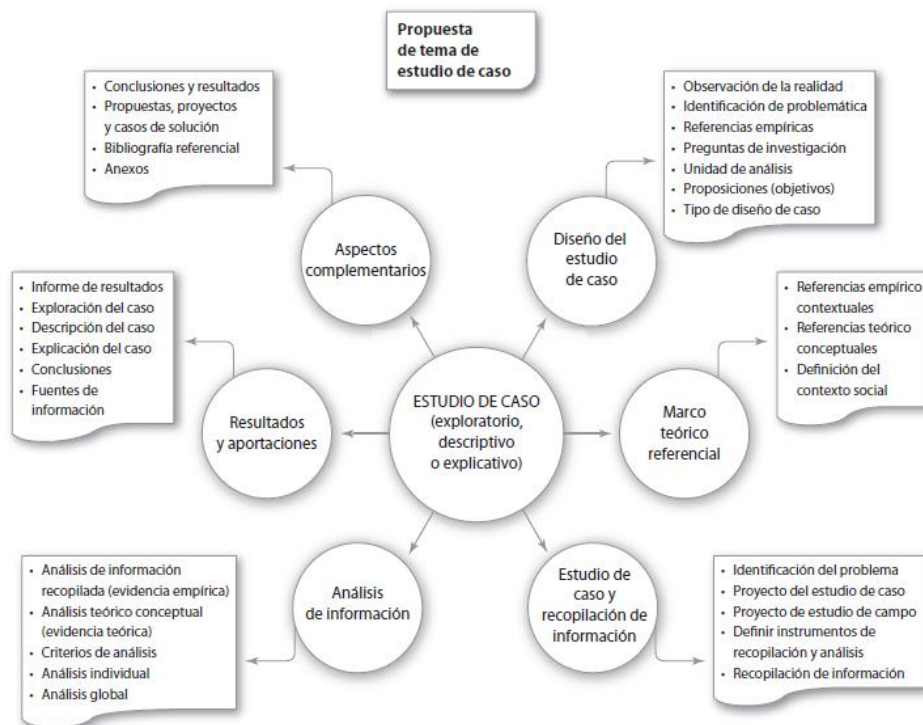 Propuesta
de tema de
estudio de caso
• Conclusiones y resultados
• Propuestas, proyectos
y casos de solución
• Bibliografía referencial
• Anexos
• Observación de la realidad
• Identificación de problemática
• Referencias empíricas
• Preguntas de investigación
• Unidad de análisis
• Proposiciones (objetivos)
• Tipo de diseño de caso
Aspectos
complementarios
Diseño del
estudio
de caso
• Informe de resultados
• Exploración del caso
• Descripción del caso
• Explicación del caso
• Conclusiones
• Fuentes de
información
• Referencias empírico
contextuales
• Referencias teórico
conceptuales
• Definición del
contexto social
Resultados
y aportaciones
ESTUDIO DE CASO
(exploratorio,
descriptivo
o explicativo)
Marco
teórico
referencial
• Análisis de información
recopilada (evidencia empírica)
• Análisis teórico conceptual
(evidencia teórica)
• Criterios de análisis
• Análisis individual
• Análisis global
Análisis
de información
Estudio de
caso y
recopilación de
información
• Identificación del problema
• Proyecto del estudio de caso
• Proyecto de estudio de campo
• Definir instrumentos de
recopilación y análisis
• Recopilación de información